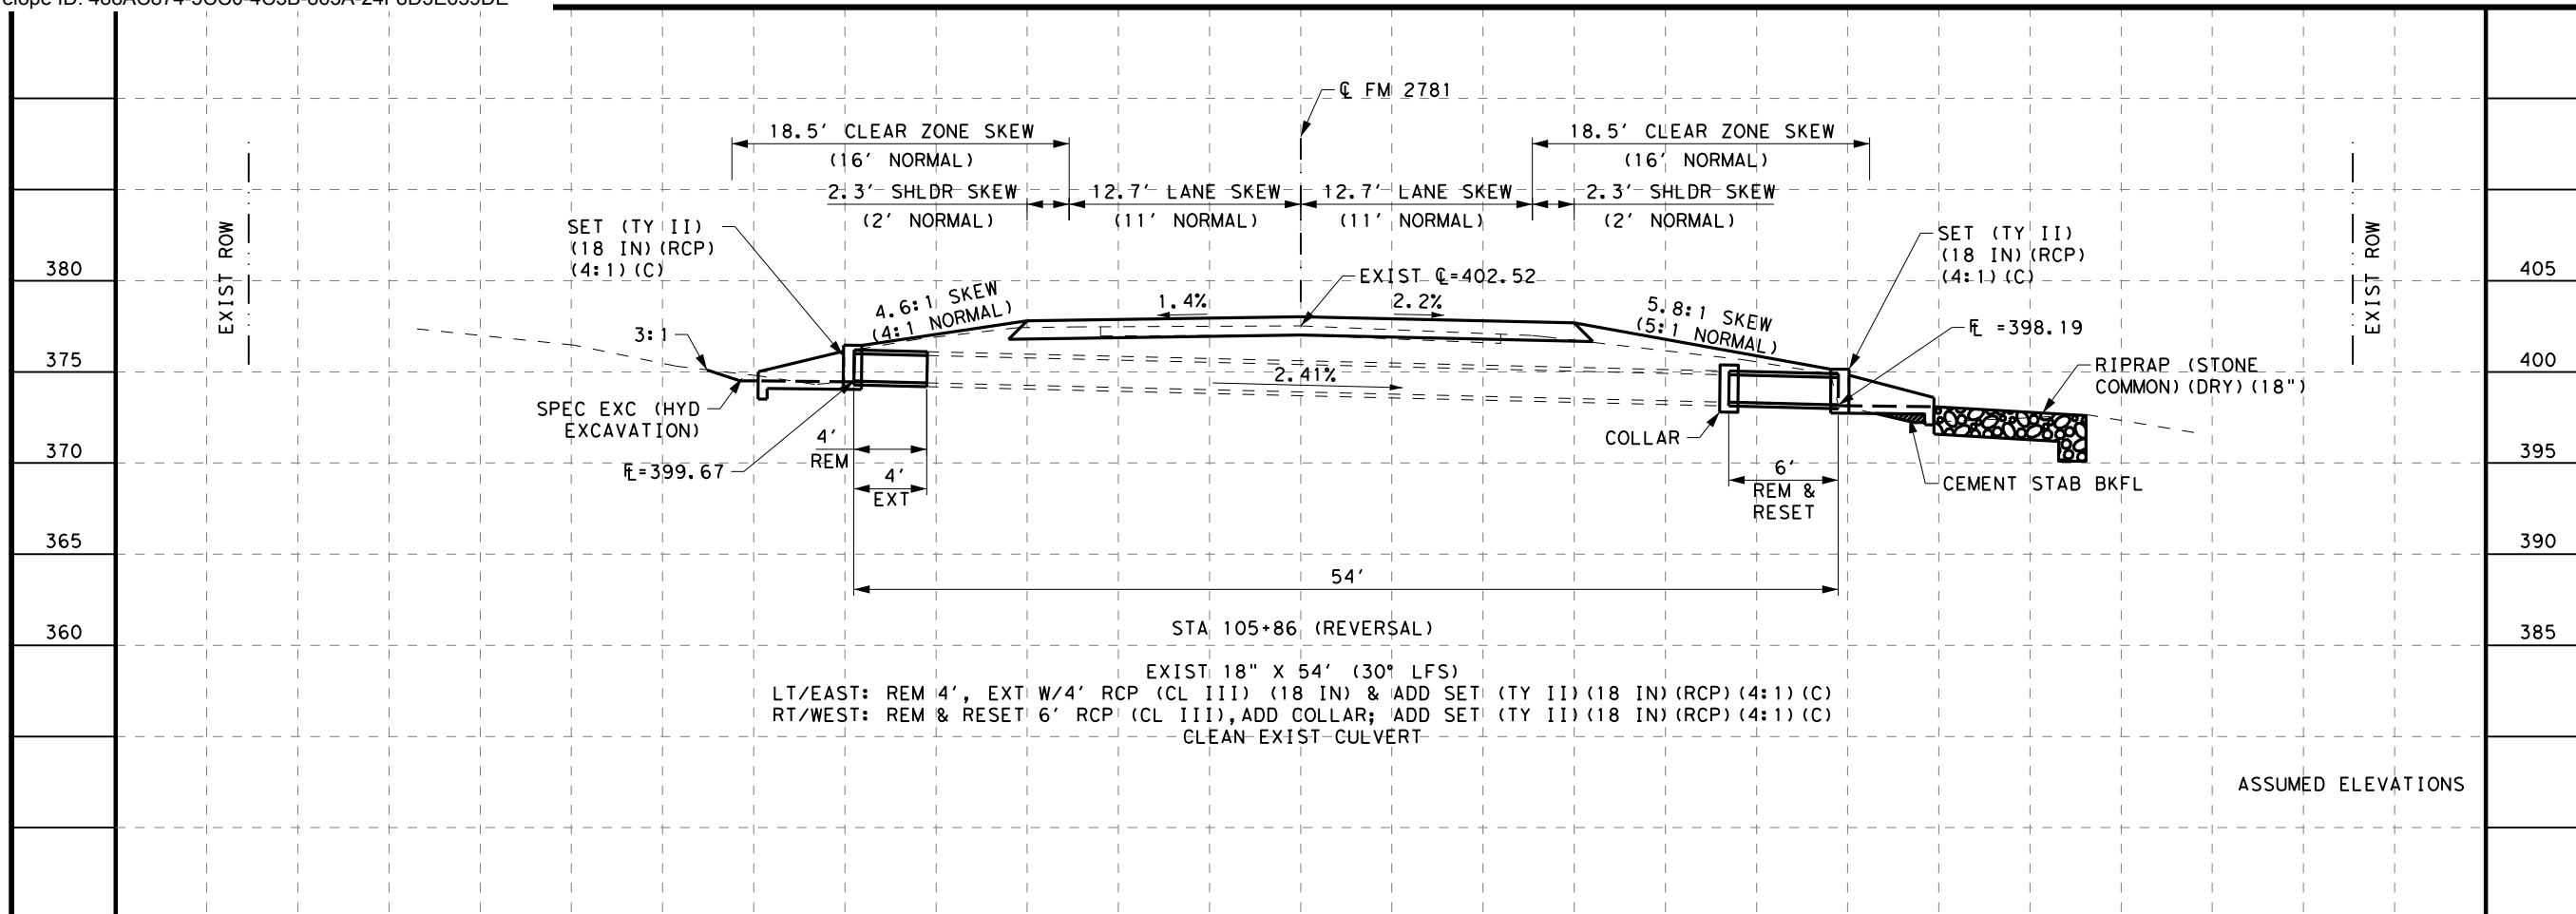 ℄ FM 2781
18.5' CLEAR ZONE SKEW
(16' NORMAL)
18.5' CLEAR ZONE SKEW
(16' NORMAL)
2.3' SHLDR SKEW
(2' NORMAL)
12.7' LANE SKEW
(11' NORMAL)
12.7' LANE SKEW
(11' NORMAL)
2.3' SHLDR SKEW
(2' NORMAL)
EXIST ROW
SET (TY II)
(18 IN)(RCP)
(4:1)(C)
SET (TY II)
(18 IN)(RCP)
(4:1)(C)
EXIST ROW
380
405
4.6:1 SKEW
(4:1 NORMAL)
1.4%
EXIST ℄=402.52
2.2%
5.8:1 SKEW
(5:1 NORMAL)
3:1
FL =398.19
375
400
2.41%
RIPRAP (STONE
COMMON)(DRY)(18")
SPEC EXC (HYD
EXCAVATION)
4'
REM
COLLAR
370
395
FL=399.67
4'
EXT
6'
REM &
RESET
CEMENT STAB BKFL
365
390
54'
360
385
STA 105+86 (REVERSAL)
EXIST 18" X 54' (30° LFS)
LT/EAST: REM 4', EXT W/4' RCP (CL III) (18 IN) & ADD SET (TY II)(18 IN)(RCP)(4:1)(C)
RT/WEST: REM & RESET 6' RCP (CL III),ADD COLLAR; ADD SET (TY II)(18 IN)(RCP)(4:1)(C)
CLEAN EXIST CULVERT
ASSUMED ELEVATIONS